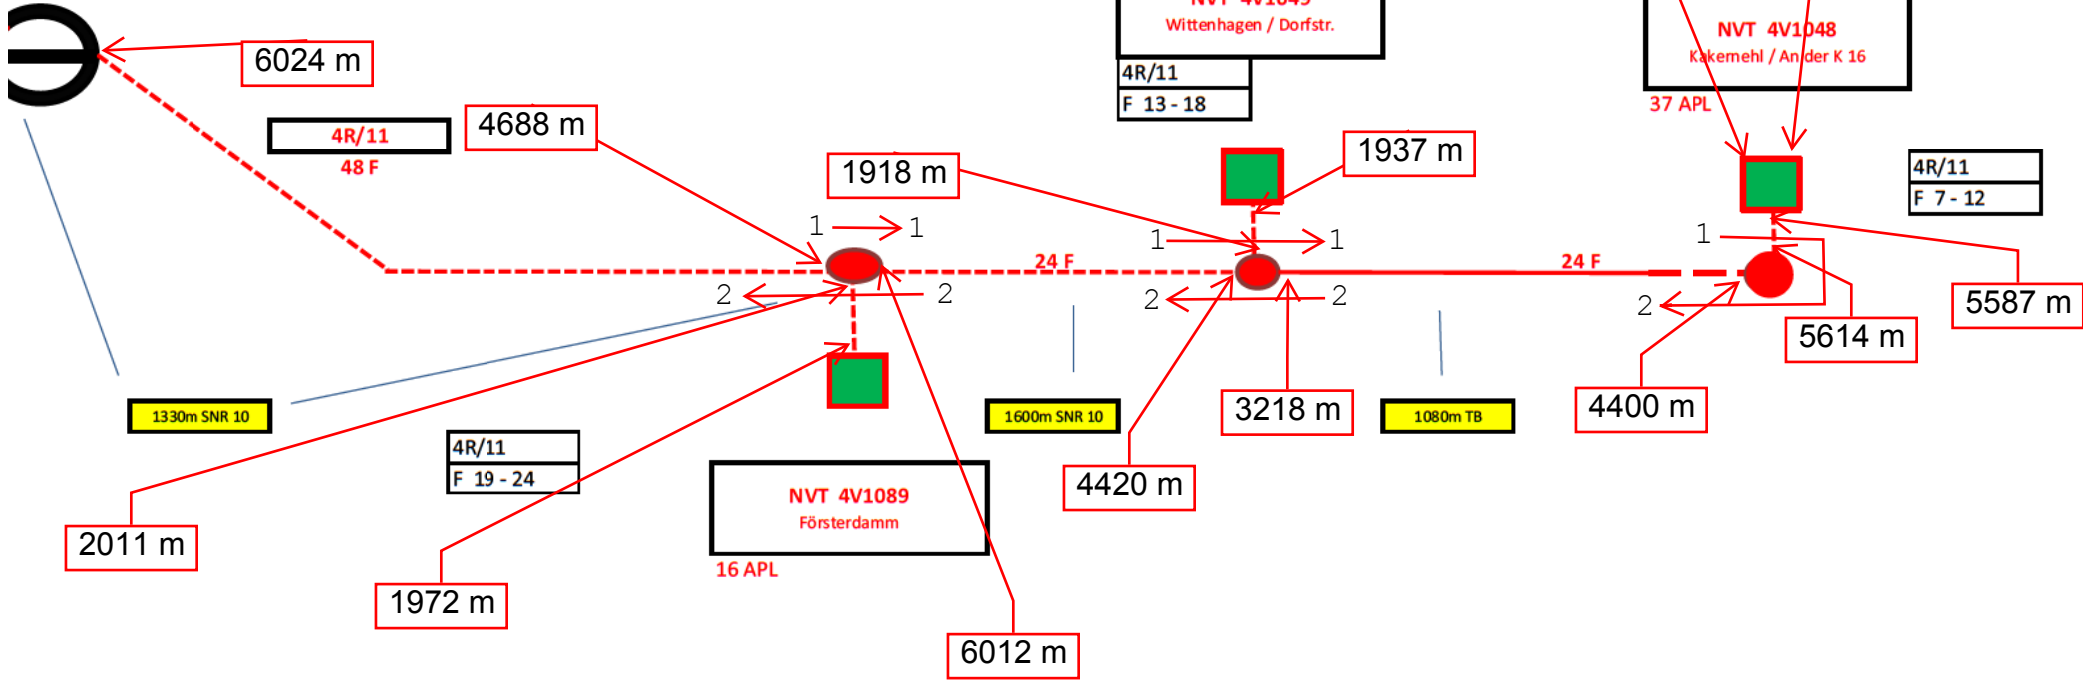 NVT 4V1049
Wittenhagen / Dorfstr.
NVT 4V1048
Kakernehl / An der K 16
6024 m
4R/11
F 13 - 18
37 APL
4R/11
48 F
4688 m
1918 m
1937 m
4R/11
F 7 - 12
1 1
1 1
1
24 F
24 F
2 2
2 2
2
5587 m
5614 m
1330m SNR 10
1600m SNR 10
3218 m
1080m TB
4400 m
4R/11
F 19 - 24
NVT 4V1089
Försterdamm
4420 m
2011 m
16 APL
1972 m
6012 m